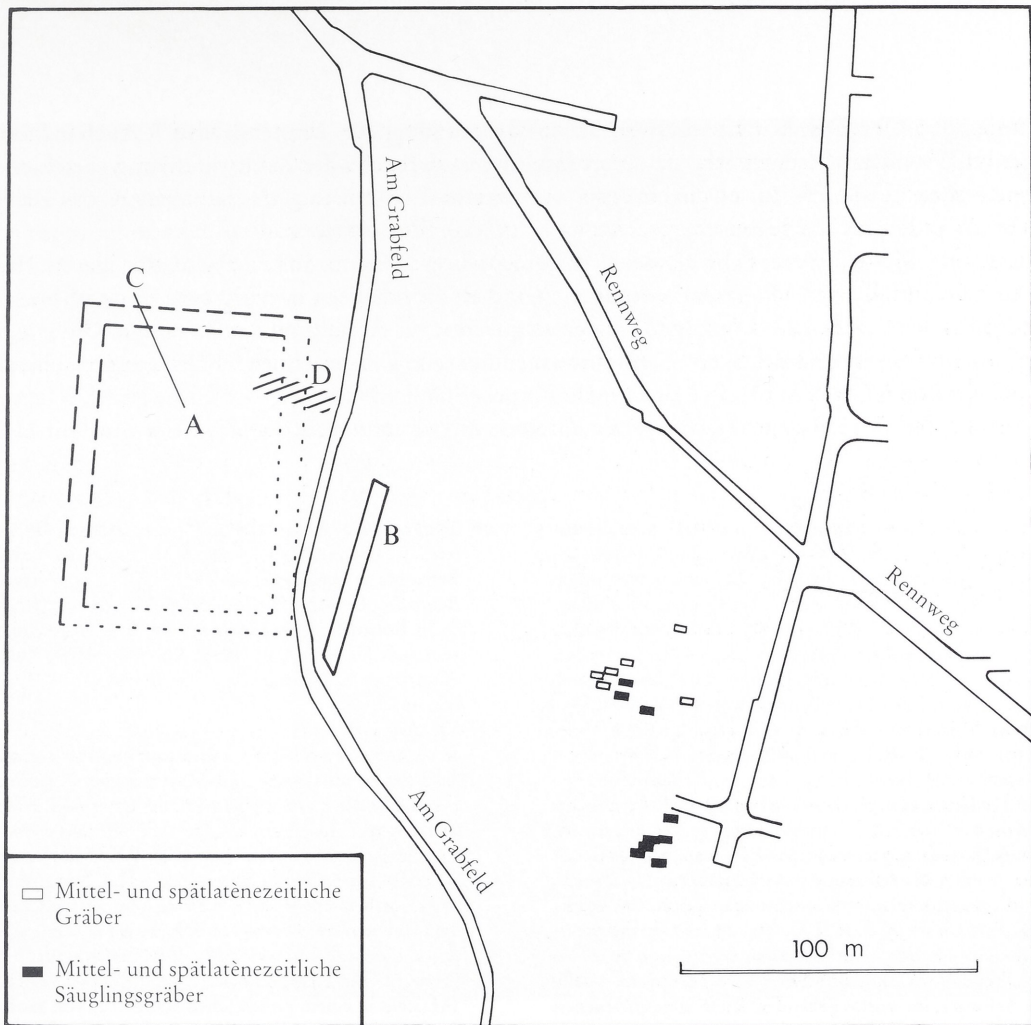 Am Grabfeld
Rennweg
C
D
A
B
Rennweg
Am Grabfeld
Mittel- und spätlatènezeitliche
Gräber
Mittel- und spätlatènezeitliche
Säuglingsgräber
100 m